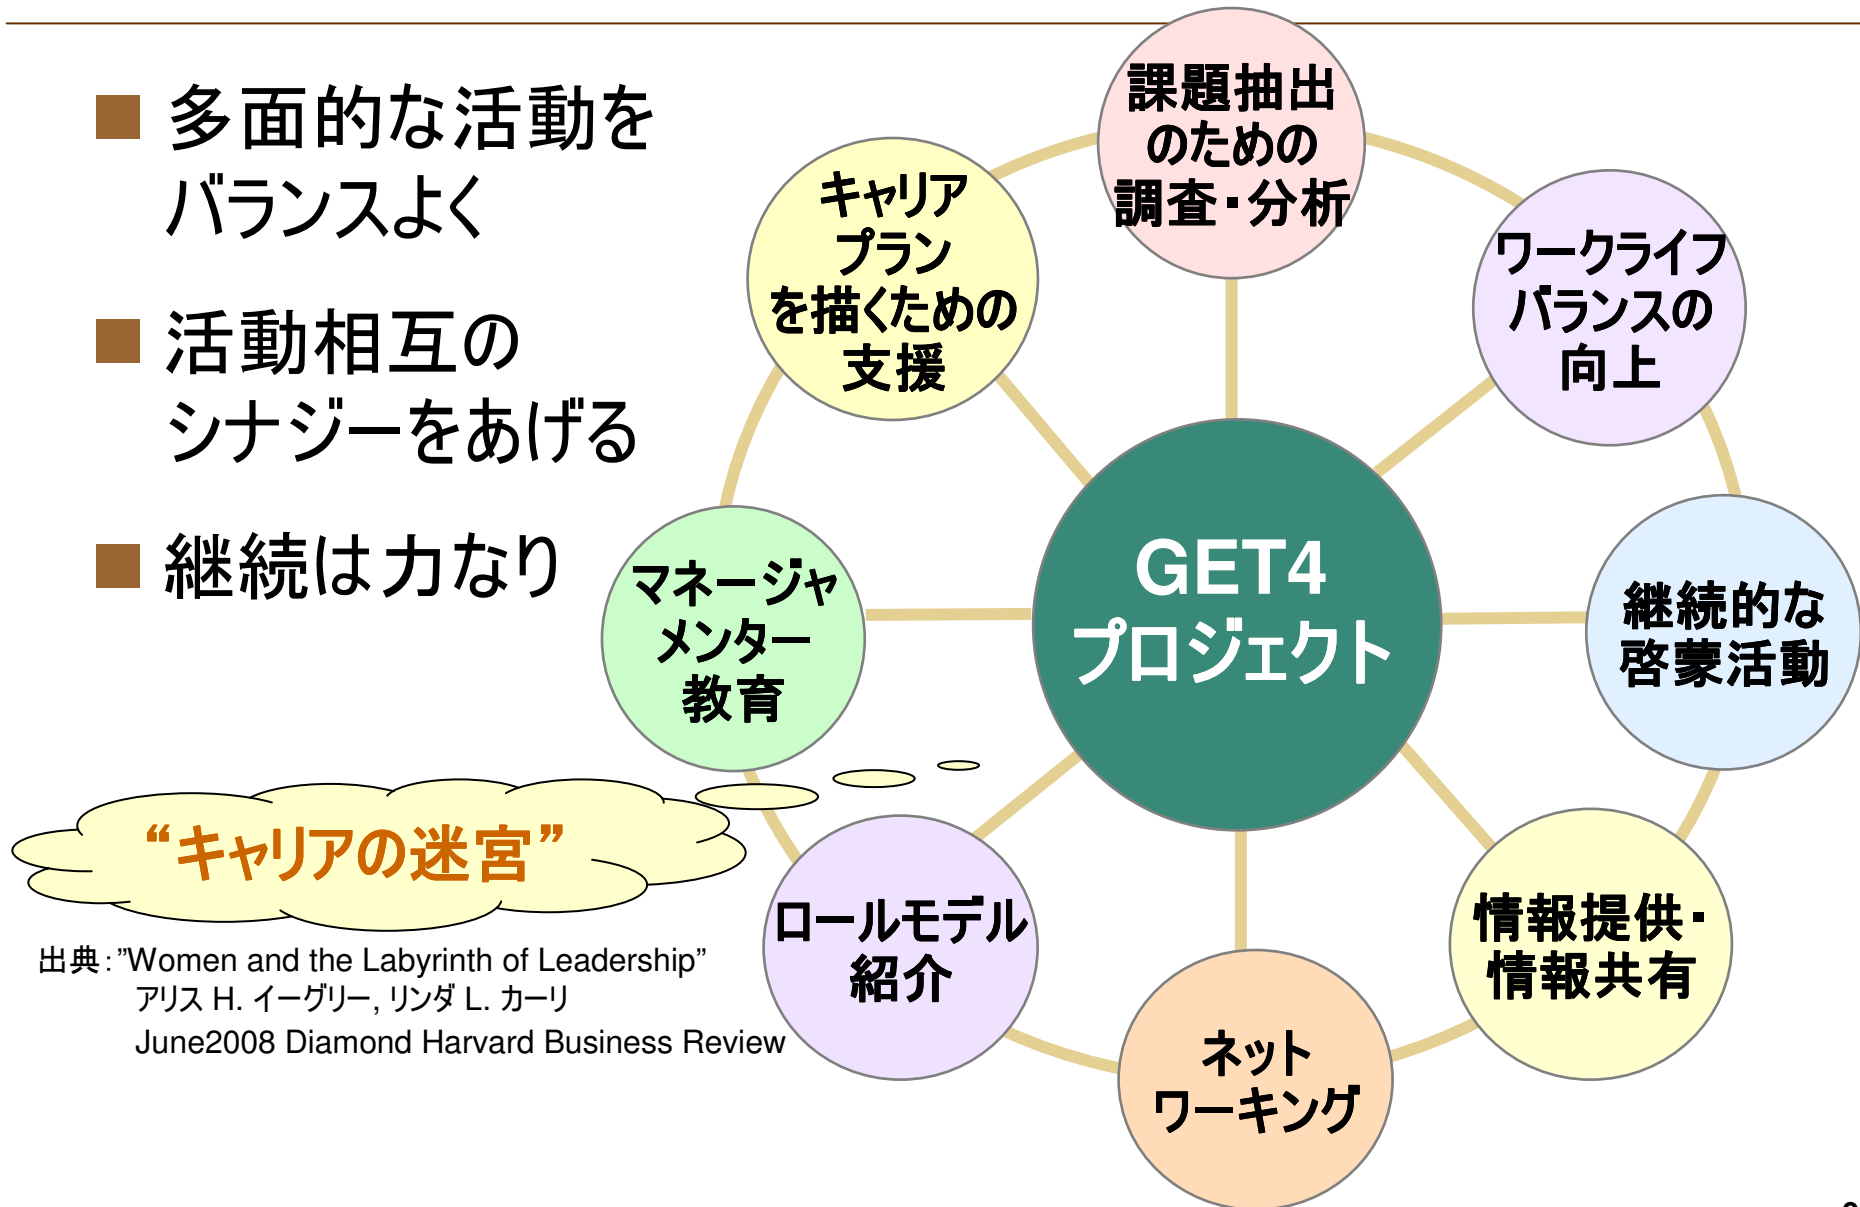 多面的な活動を
バランスよく
活動相互の
シナジーをあげる
継続は力なり
課題抽出
のための
調査・分析
ワークライフ
バランスの
向上
継続的な
啓蒙活動
情報提供・
情報共有
ネット
ワーキング
ロールモデル
紹介
マネージャ
メンター
教育
キャリア
プラン
を描くための
支援
GET4
プロジェクト
“キャリアの迷宮”
出典：”Women and the Labyrinth of Leadership”
アリス H. イーグリー, リンダ L. カーリ
June2008 Diamond Harvard Business Review